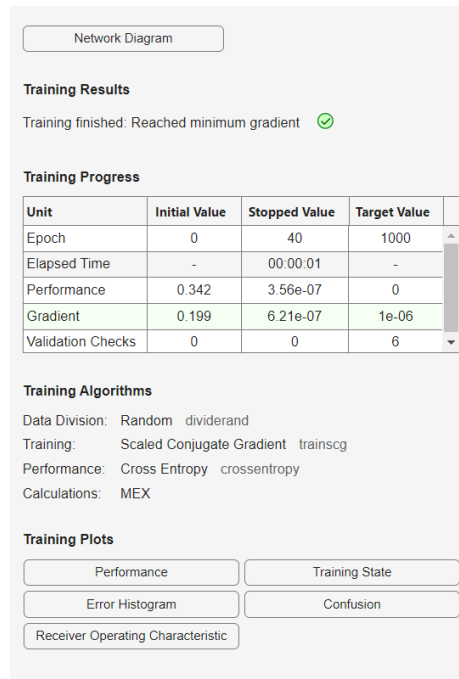 Network Diagram
Training Results
Training finished: Reached minimum gradient
Training Progress
Unit Initial Value Stopped Value Target Value
Epoch 0 40 1000
Elapsed Time - 00:00:01 -
Performance 0.342 3.56e-07 0
Gradient 0.199 6.21e-07 1e-06
Validation Checks 0 0 6
Training Algorithms
Data Division: Random dividerand
Training: Scaled Conjugate Gradient trainscg
Performance: Cross Entropy crossentropy
Calculations: MEX
Training Plots
Performance Training State
Error Histogram Confusion
Receiver Operating Characteristic